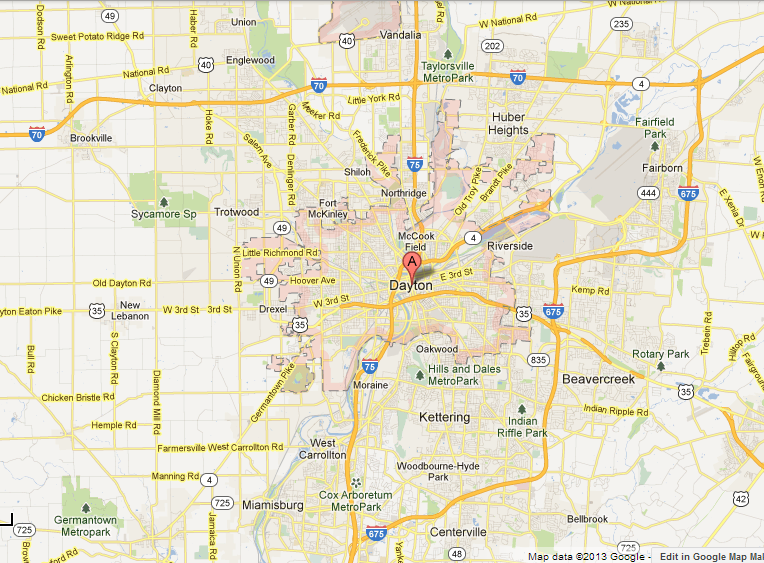 Dodson Rd
49
Sweet Potato Ridge Rd
Haber Rd
Union
40
Vandalia
W National Rd
235
W National Rd
Arlington Rd
National Rd
40
Englewood
202
Taylorsville
MetroPark
Clayton
70
70
4
Little York Rd
Meeker Rd
Hoke Rd
Garber Rd
Huber
Heights
70
Brookville
Salem Ave
Denlinger Rd
Frederick Pike
75
Fairfield
Park
Shiloh
Old Troy Pike
Brandt Pike
Fairborn
Northridge
444
675
E Xenia Dr
Sycamore Sp
Trotwood
Fort
McKinley
49
McCook
Field
4
Riverside
N Union Rd
Little Richmond Rd
A
Old Dayton Rd
49
Hoover Ave
Dayton
E 3rd St
Kemp Rd
New
Lebanon
35
W 3rd St
3rd St
Drexel
W 3rd St
35
675
35
Trebein Rd
Bull Rd
S Clayton Rd
Oakwood
835
Rotary Park
Hilltop Rd
75
Hills and Dales
MetroPark
Diamond Mill Rd
Germantown Pike
Moraine
Beavercreek
35
Chicken Bristle Rd
Kettering
Indian
Riffle Park
Indian Ripple Rd
Hemple Rd
Farmersville West Carrollton Rd
West
Carrollton
Manning Rd
4
Woodbourne-Hyde
Park
725
Miamisburg
Cox Arboretum
MetroPark
42
Germantown
Metropark
725
Jamaica Rd
675
Centerville
Bellbrook
725
48
Map data ©2013 Google -
Edit in Google Map Mak